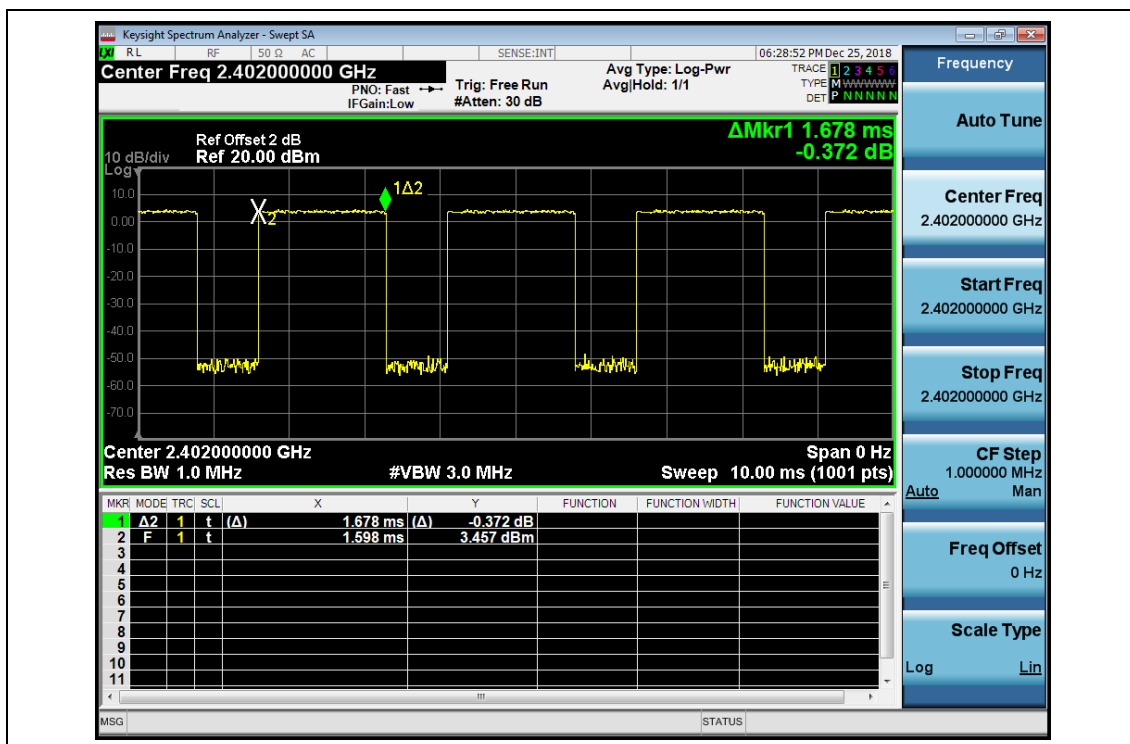 Keysight Spectrum Analyzer - Swept SA
LXI RL RF 50 Ω AC SENSE:INT 06:28:52 PM Dec 25, 2018
Center Freq 2.402000000 GHz
PNO: Fast
IFGain:Low
Trig: Free Run
#Atten: 30 dB
Avg Type: Log-Pwr
Avg|Hold: 1/1
TRACE 1 2 3 4 5 6
TYPE M WWWWW
DET P N N N N N
ΔMkr1 1.678 ms
-0.372 dB
10 dB/div
Log
Ref Offset 2 dB
Ref 20.00 dBm
10.0
0.00
-10.0
-20.0
-30.0
-40.0
-50.0
-60.0
-70.0
X2
1Δ2
Center 2.402000000 GHz Span 0 Hz
Res BW 1.0 MHz #VBW 3.0 MHz Sweep 10.00 ms (1001 pts)
MKR MODE TRC SCL X Y FUNCTION FUNCTION WIDTH FUNCTION VALUE
1 Δ2 1 t (Δ) 1.678 ms (Δ) -0.372 dB
2 F 1 t 1.598 ms 3.457 dBm
3
4
5
6
7
8
9
10
11
MSG STATUS
Frequency
Auto Tune
Center Freq
2.402000000 GHz
Start Freq
2.402000000 GHz
Stop Freq
2.402000000 GHz
CF Step
1.000000 MHz
Auto Man
Freq Offset
0 Hz
Scale Type
Log Lin